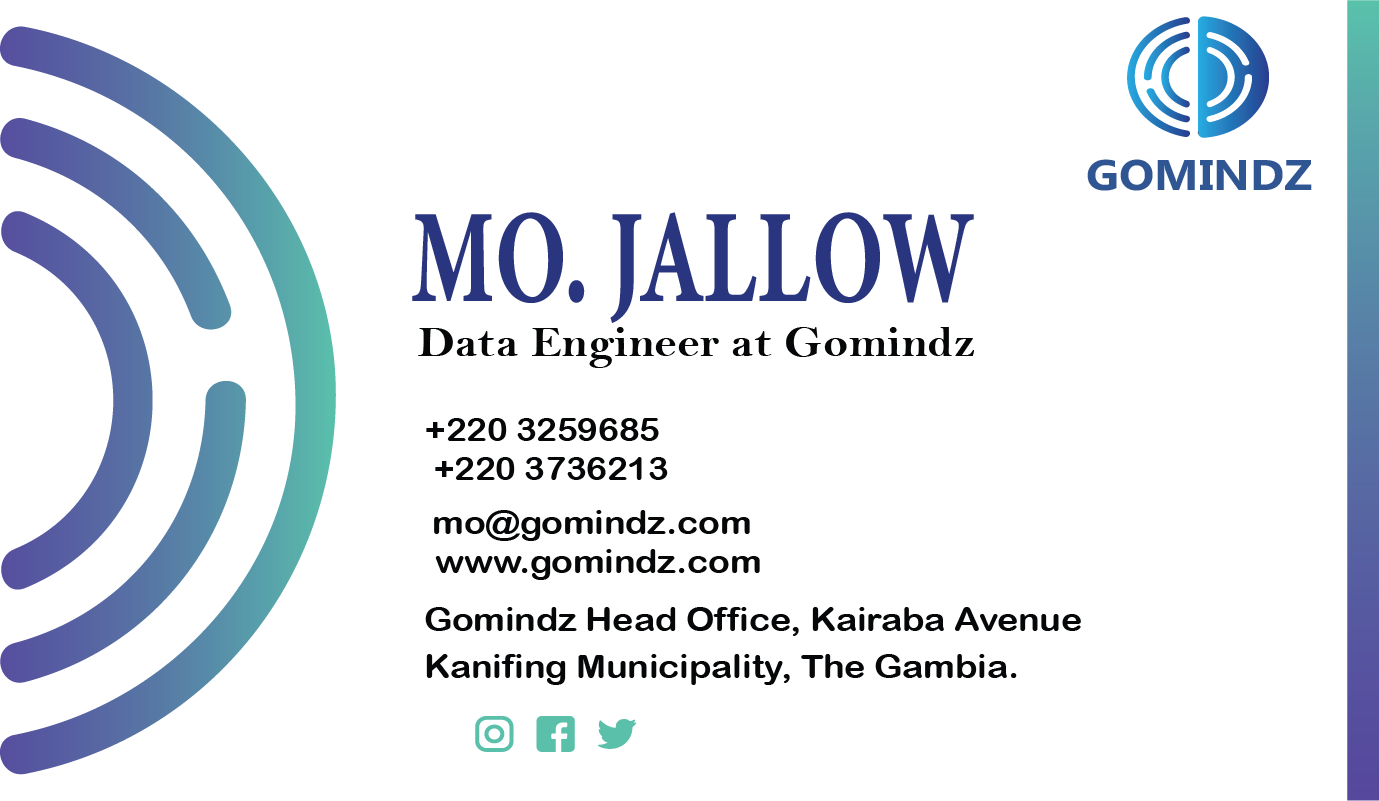 GOMINDZ
MO. JALLOW
Data Engineer at Gomindz
+220 3259685
+220 3736213
mo@gomindz.com
www.gomindz.com
Gomindz Head Office, Kairaba Avenue
Kanifing Municipality, The Gambia.